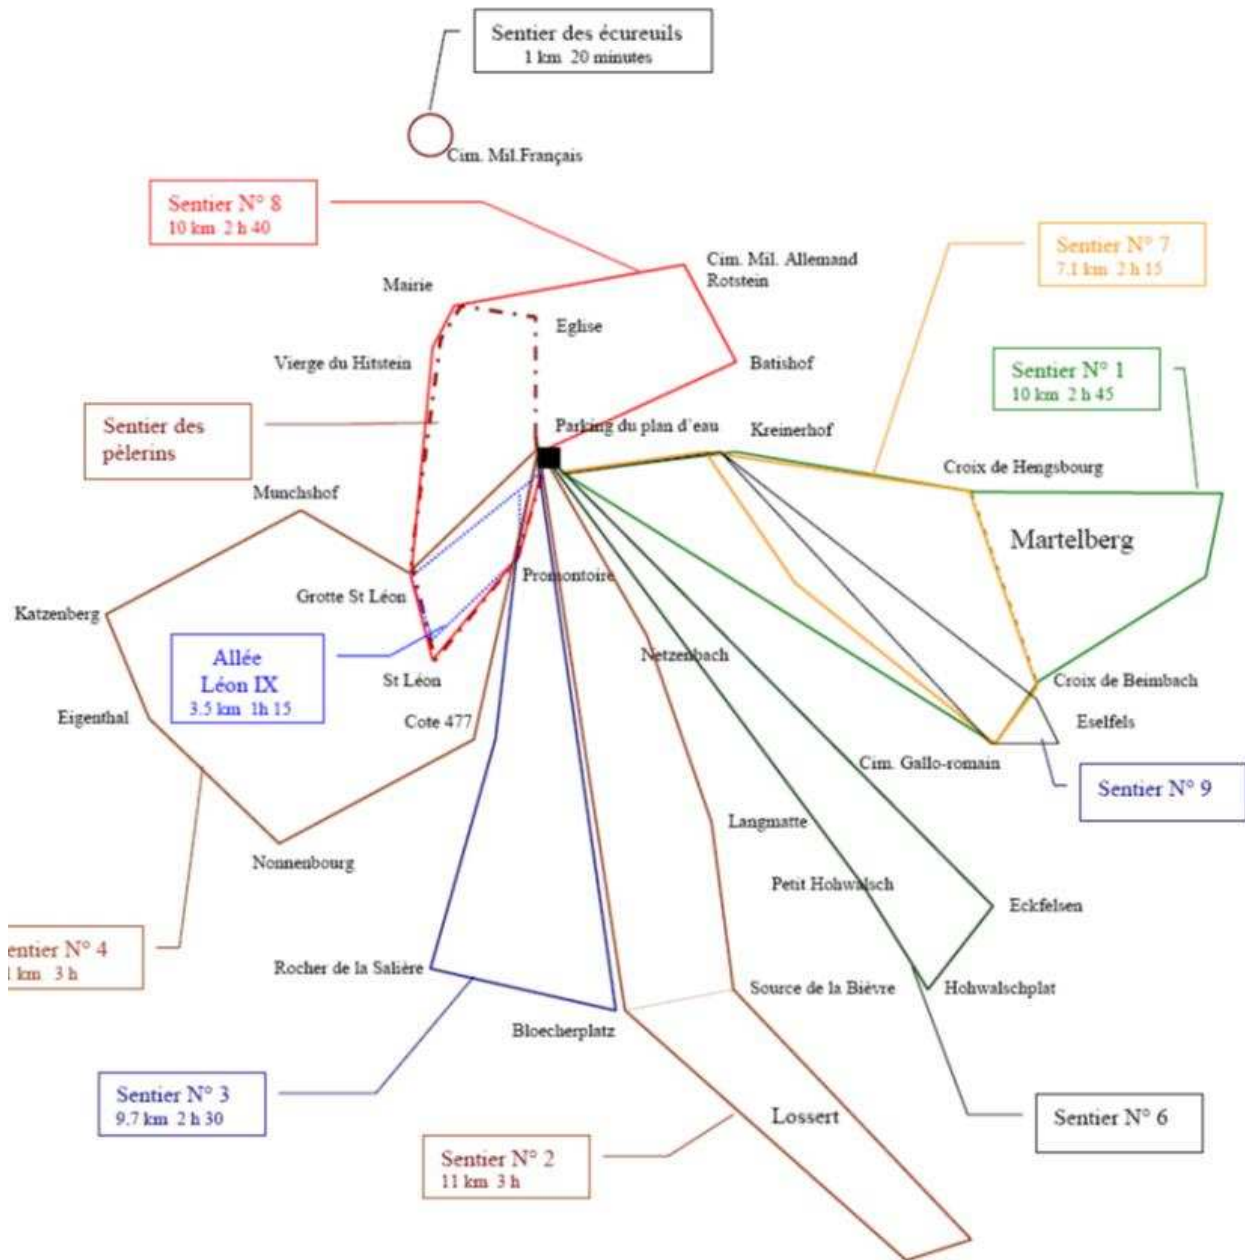 Sentier des écureuils
1 km 20 minutes
Cim. Mil.Français
Sentier N° 8
10 km 2 h 40
Sentier N° 7
7.1 km 2 h 15
Cim. Mil. Allemand
Rotstein
Mairie
Eglise
Vierge du Hitstein
Batishof
Sentier N° 1
10 km 2 h 45
Sentier des
pèlerins
Parking du plan d'eau
Kreinerhof
Croix de Hengsbourg
Munchshof
Martelberg
Promontoire
Grotte St Léon
Katzenberg
Allée
Léon IX
3.5 km 1h 15
Netzenbach
St Léon
Croix de Beimbach
Eigenthal
Cote 477
Eselfels
Cim. Gallo-romain
Sentier N° 9
Langmatte
Nonnenbourg
Petit Hohwalsch
Eckfelsen
entier N° 4
1 km 3 h
Rocher de la Salière
Source de la Bièvre
Hohwalschplat
Bloecherplatz
Sentier N° 3
9.7 km 2 h 30
Lossert
Sentier N° 6
Sentier N° 2
11 km 3 h